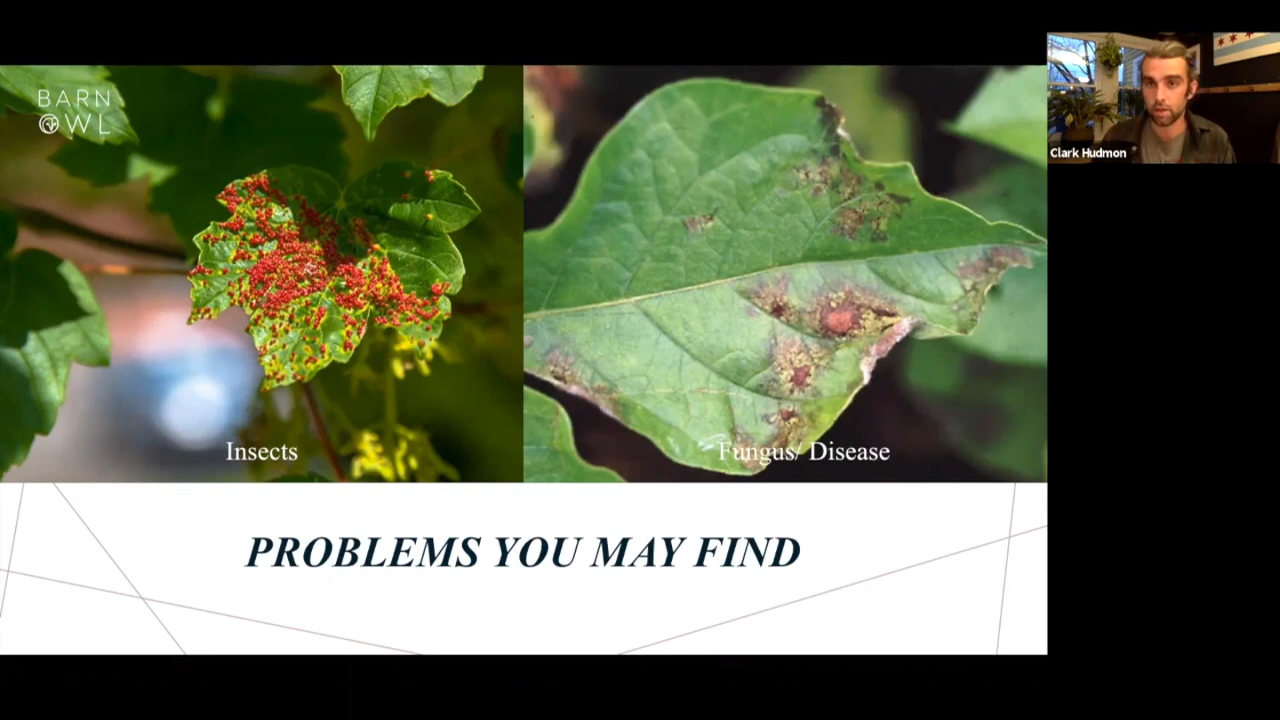 BARN
OWL
Clark Hudmon
Insects
Fungus/ Disease
PROBLEMS YOU MAY FIND